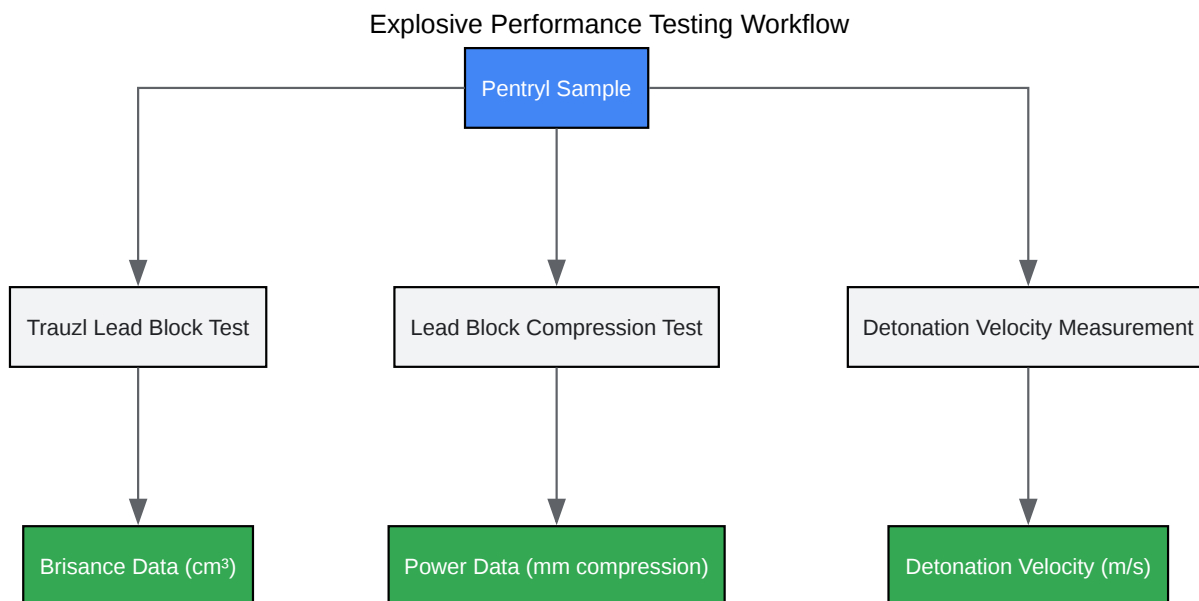 Explosive Performance Testing Workflow
Pentryl Sample
Trauzl Lead Block Test
Lead Block Compression Test
Detonation Velocity Measurement
Brisance Data (cm³)
Power Data (mm compression)
Detonation Velocity (m/s)